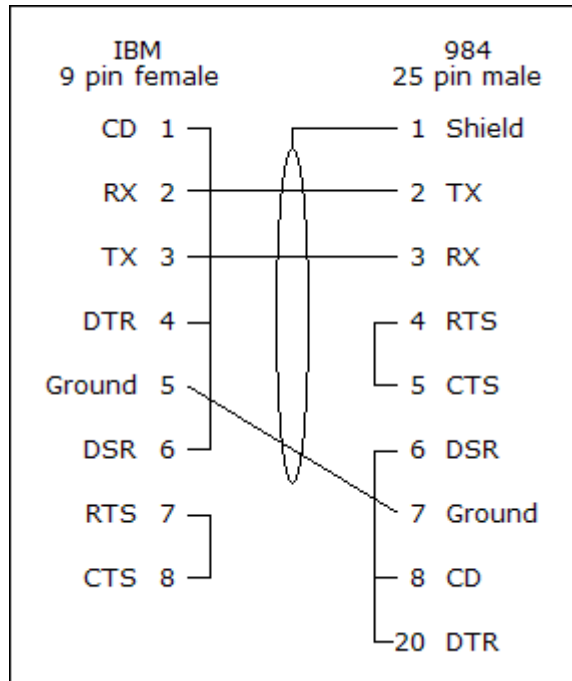 IBM 984
9 pin female 25 pin male
CD 1 1 Shield
RX 2 2 TX
TX 3 3 RX
DTR 4 4 RTS
Ground 5 5 CTS
DSR 6 6 DSR
RTS 7 7 Ground
CTS 8 8 CD
20 DTR